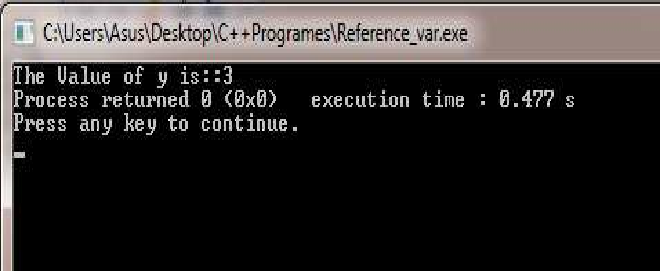 C:\Users\Asus\Desktop\C++Programes\Reference_var.exe
The Value of y is::3
Process returned 0 (0x0)   execution time : 0.477 s
Press any key to continue.